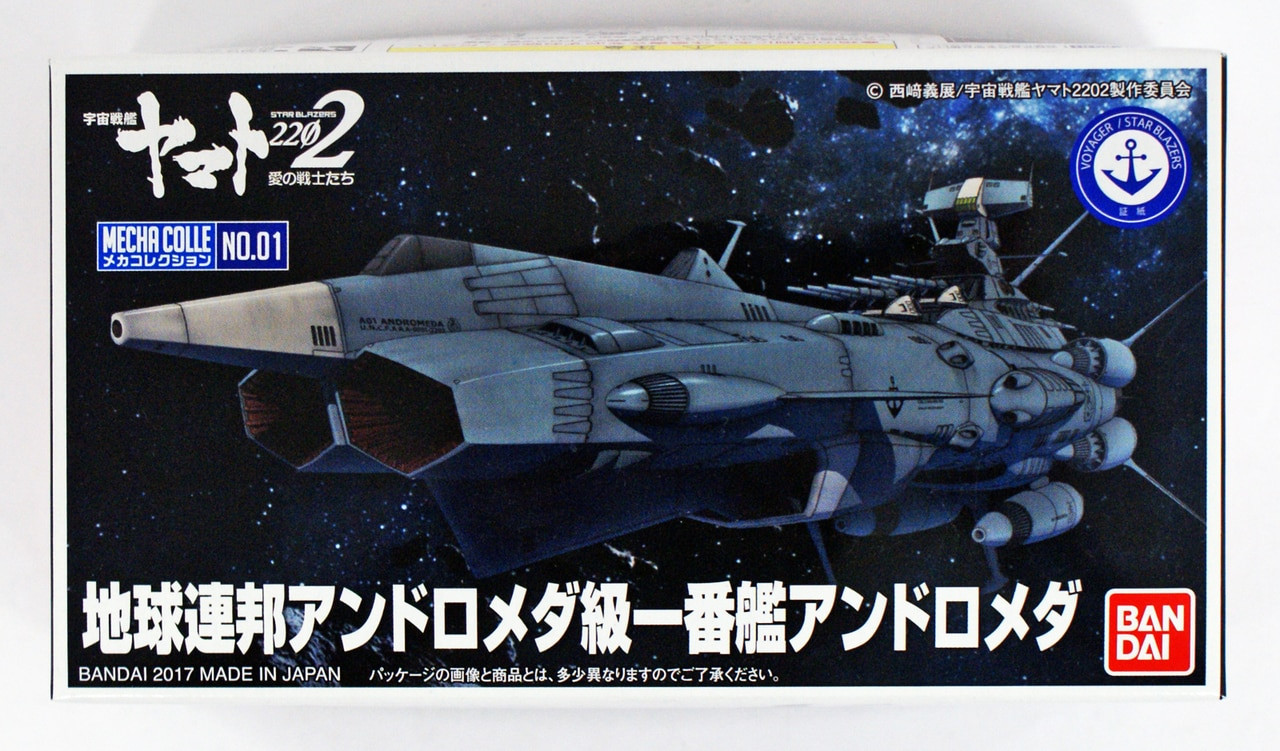 © 西﨑義展/宇宙戦艦ヤマト2202製作委員会
宇宙戦艦
ヤマト
STAR BLAZERS
2202
愛の戦士たち
VOYAGER / STAR BLAZERS
証紙
MECHA COLLE
メカコレクション
NO.01
A01 ANDROMEDA
地球連邦アンドロメダ級一番艦アンドロメダ
BAN
DAI
BANDAI 2017 MADE IN JAPAN
パッケージの画像と商品とは、多少異なりますのでご了承ください。